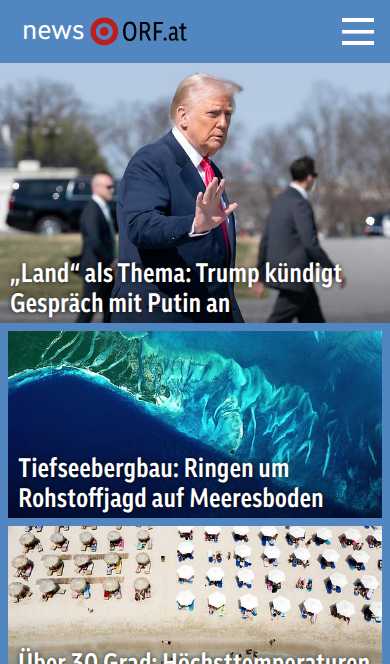 news ORF.at
„Land“ als Thema: Trump kündigt
Gespräch mit Putin an
Tiefseebergbau: Ringen um
Rohstoffjagd auf Meeresboden
Über 30 Grad: Höchsttemperaturen